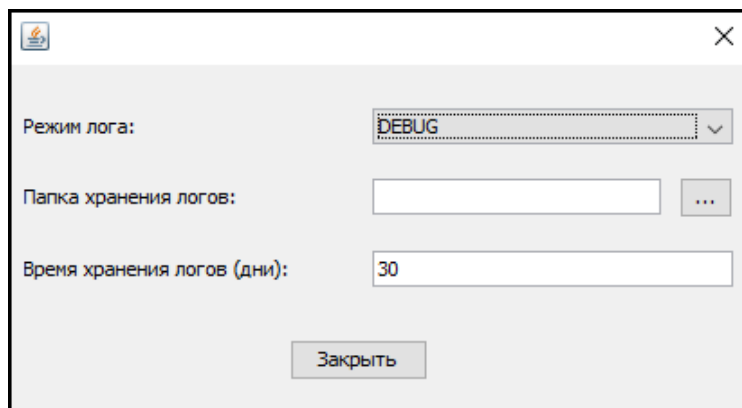 Режим лога: DEBUG
Папка хранения логов: ...
Время хранения логов (дни): 30
Закрыть